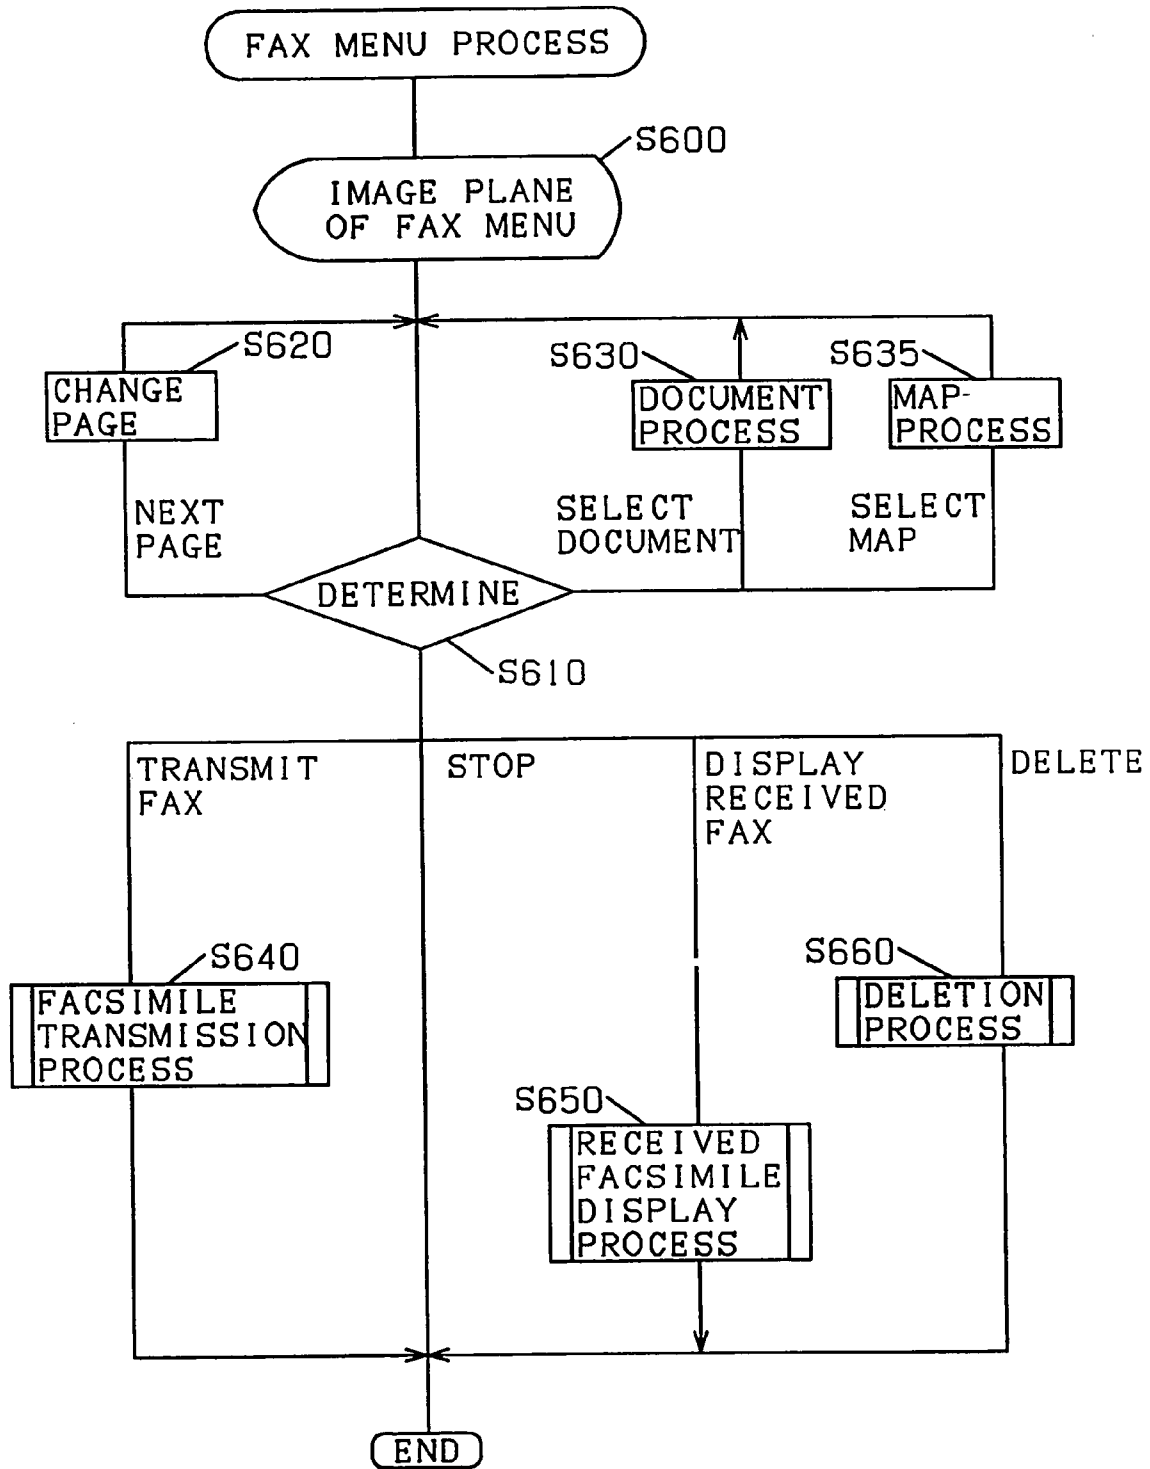 FAX MENU PROCESS
S600
IMAGE PLANE
OF FAX MENU
S620
S630
S635
CHANGE
PAGE
DOCUMENT
PROCESS
MAP-
PROCESS
NEXT
PAGE
SELECT
DOCUMENT
SELECT
MAP
DETERMINE
S610
TRANSMIT
FAX
STOP
DISPLAY
RECEIVED
FAX
DELETE
S640
S660
FACSIMILE
TRANSMISSION
PROCESS
DELETION
PROCESS
S650
RECEIVED
FACSIMILE
DISPLAY
PROCESS
END